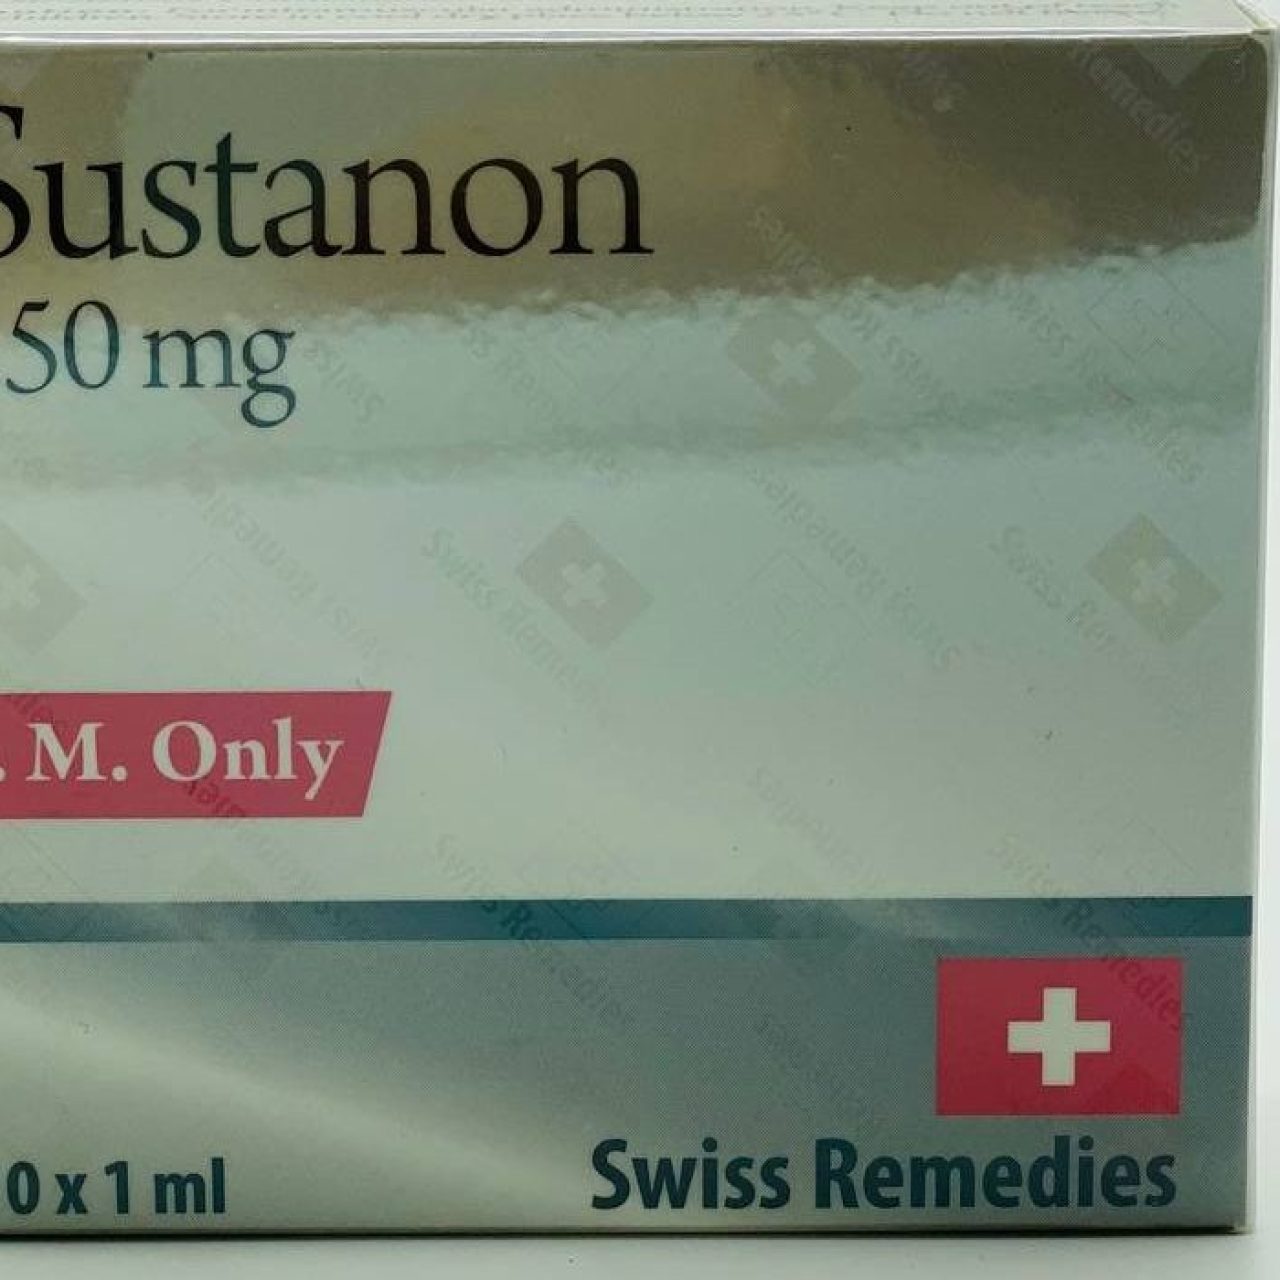 Sustanon
50 mg
. M. Only
0 x 1 ml
Swiss Remedies